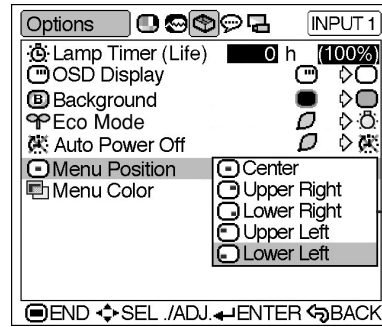 Options INPUT 1
Lamp Timer (Life) 0 h (100%)
OSD Display
B Background
Eco Mode
Auto Power Off
Menu Position
Center
Menu Color
Upper Right
Lower Right
Upper Left
Lower Left
END SEL ./ADJ. ENTER BACK